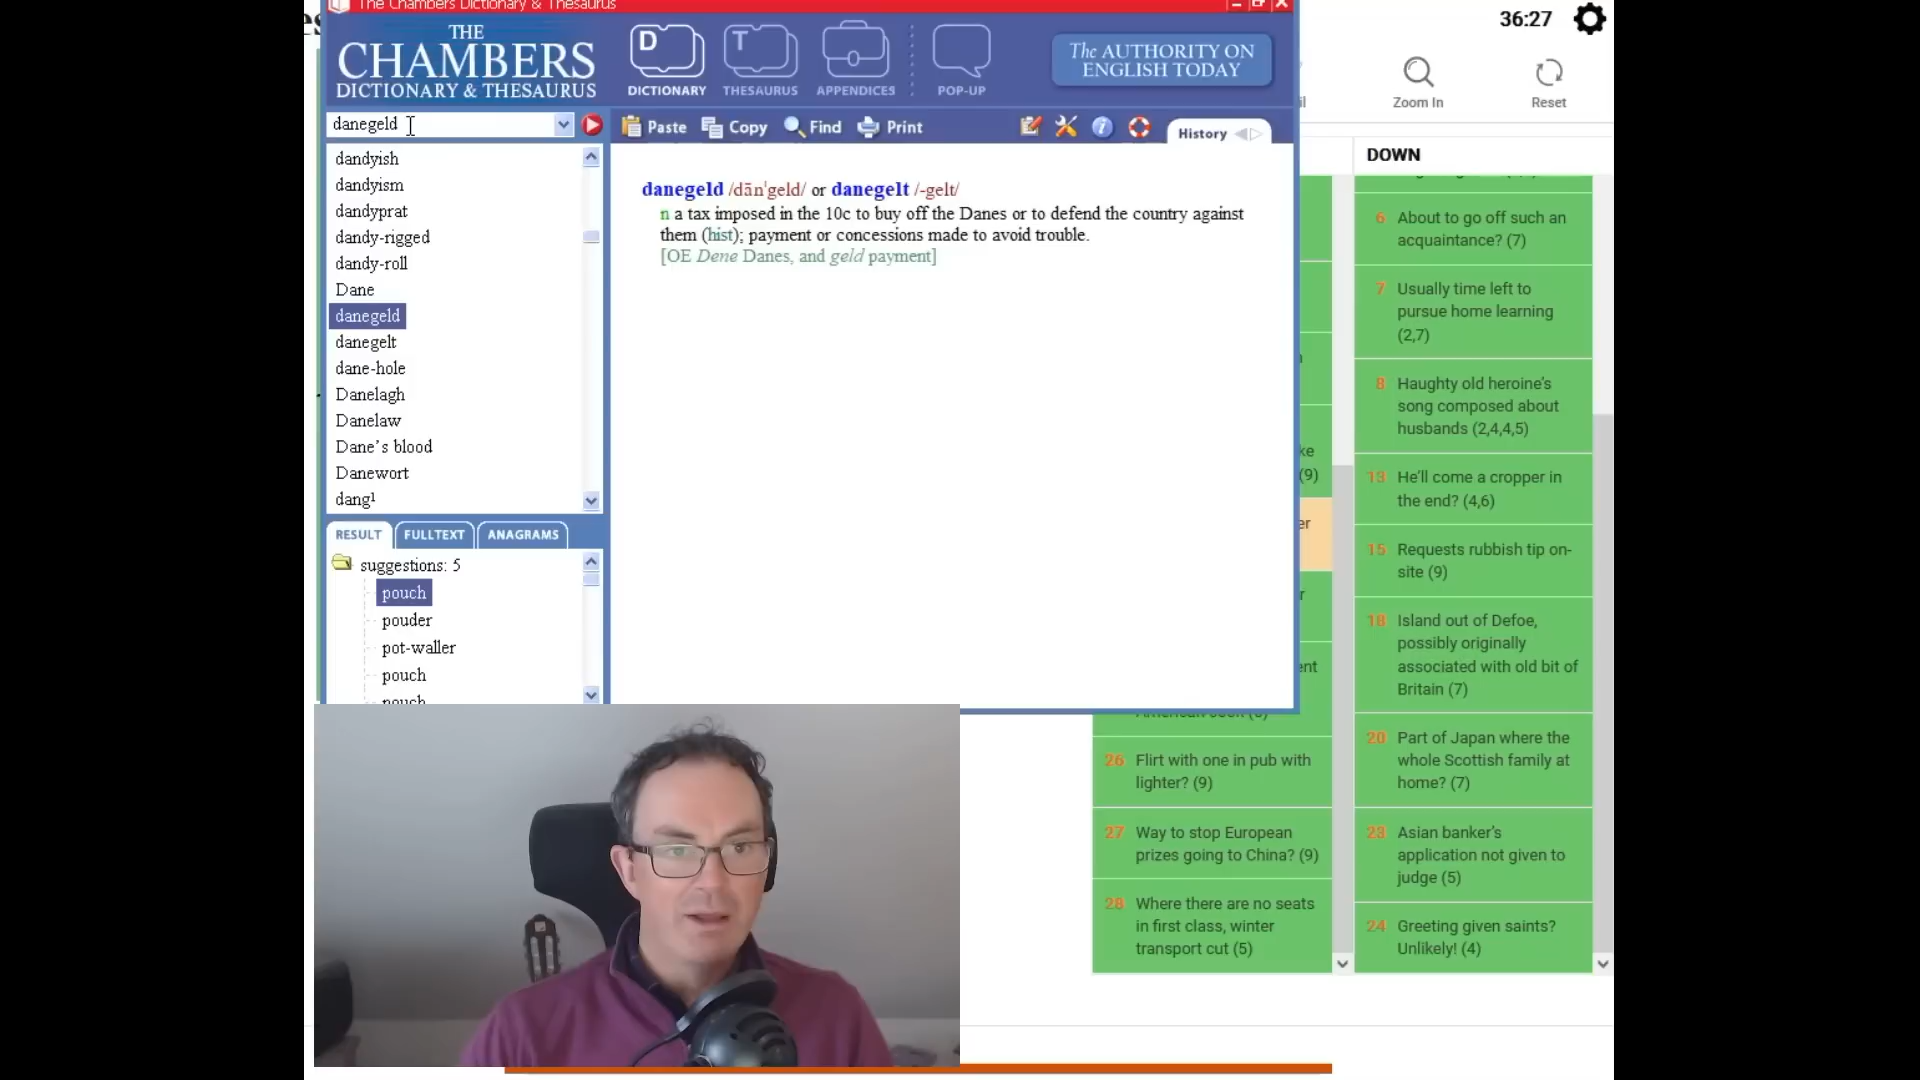 The Chambers Dictionary & Thesaurus
36:27
THE
CHAMBERS
DICTIONARY & THESAURUS
D
DICTIONARY
T
THESAURUS
APPENDICES
POP-UP
The AUTHORITY ON
ENGLISH TODAY
Zoom In
Reset
danegeld
Paste
Copy
Find
Print
History
dandyish
dandyism
dandyprat
dandy-rigged
dandy-roll
Dane
danegeld
danegelt
dane-hole
Danelagh
Danelaw
Dane's blood
Danewort
dang¹
danegeld /dān'geld/ or danegelt /-gelt/
n a tax imposed in the 10c to buy off the Danes or to defend the country against
them (hist); payment or concessions made to avoid trouble.
[OE Dene Danes, and geld payment]
RESULT
FULLTEXT
ANAGRAMS
suggestions: 5
pouch
pouder
pot-waller
pouch
pouch
(9)
26 Flirt with one in pub with
lighter? (9)
27 Way to stop European
prizes going to China? (9)
28 Where there are no seats
in first class, winter
transport cut (5)
DOWN
6 About to go off such an
acquaintance? (7)
7 Usually time left to
pursue home learning
(2,7)
8 Haughty old heroine's
song composed about
husbands (2,4,4,5)
13 He'll come a cropper in
the end? (4,6)
15 Requests rubbish tip on-
site (9)
18 Island out of Defoe,
possibly originally
associated with old bit of
Britain (7)
20 Part of Japan where the
whole Scottish family at
home? (7)
23 Asian banker's
application not given to
judge (5)
24 Greeting given saints?
Unlikely! (4)